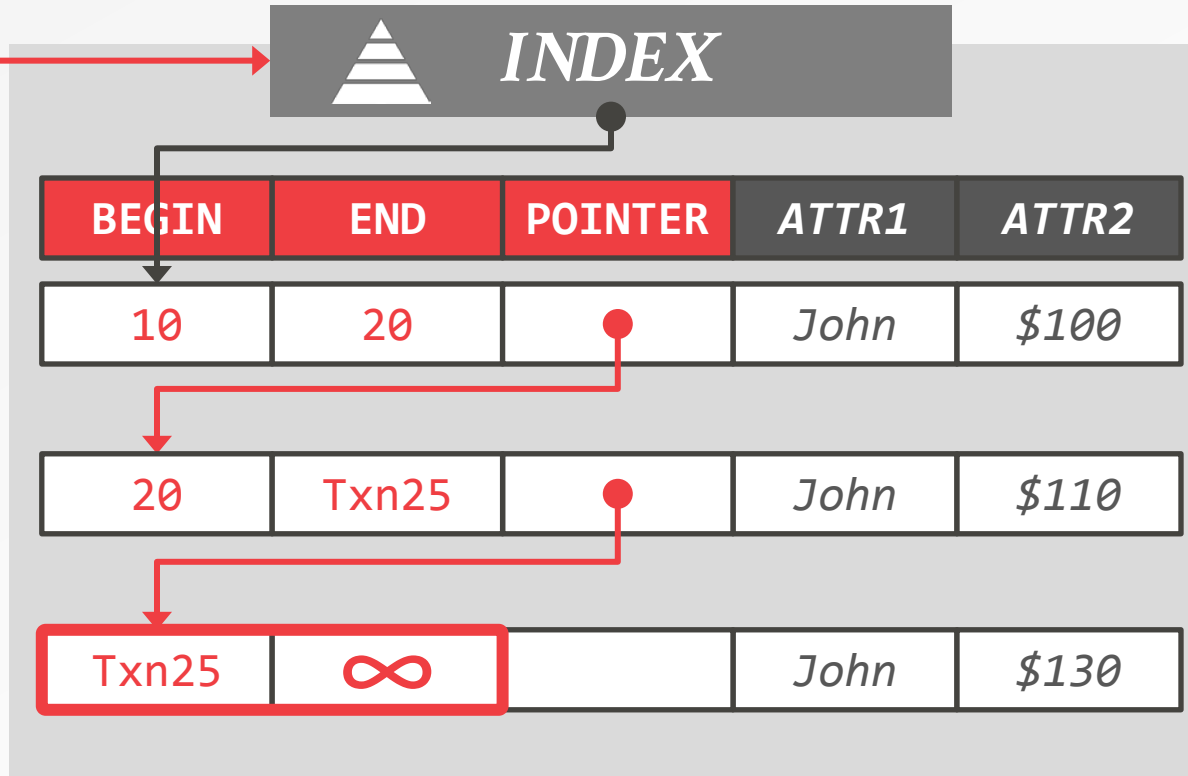 INDEX
BEGIN END POINTER ATTR1 ATTR2
10 20 John $100
20 Txn25 John $110
Txn25 ∞ John $130